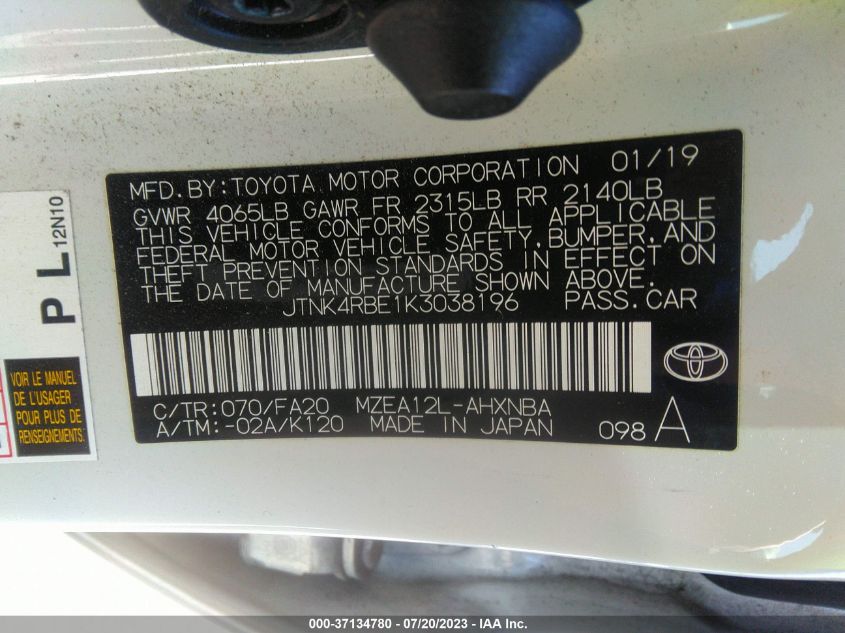 MFD. BY: TOYOTA MOTOR CORPORATION 01/19
GVWR 4065LB GAWR FR 2315LB RR 2140LB
THIS VEHICLE CONFORMS TO ALL APPLICABLE
FEDERAL MOTOR VEHICLE SAFETY, BUMPER, AND
THEFT PREVENTION STANDARDS IN EFFECT ON
THE DATE OF MANUFACTURE SHOWN ABOVE.
JTNK4RBE1K3038196 PASS. CAR
C/TR: 070/FA20 MZEA12L-AHXNBA
A/TM: -02A/K120 MADE IN JAPAN 098 A
P L 12N10
VOIR LE MANUEL
DE L'USAGER
POUR PLUS DE
RENSEIGNEMENTS.
000-37134780 - 07/20/2023 - IAA Inc.